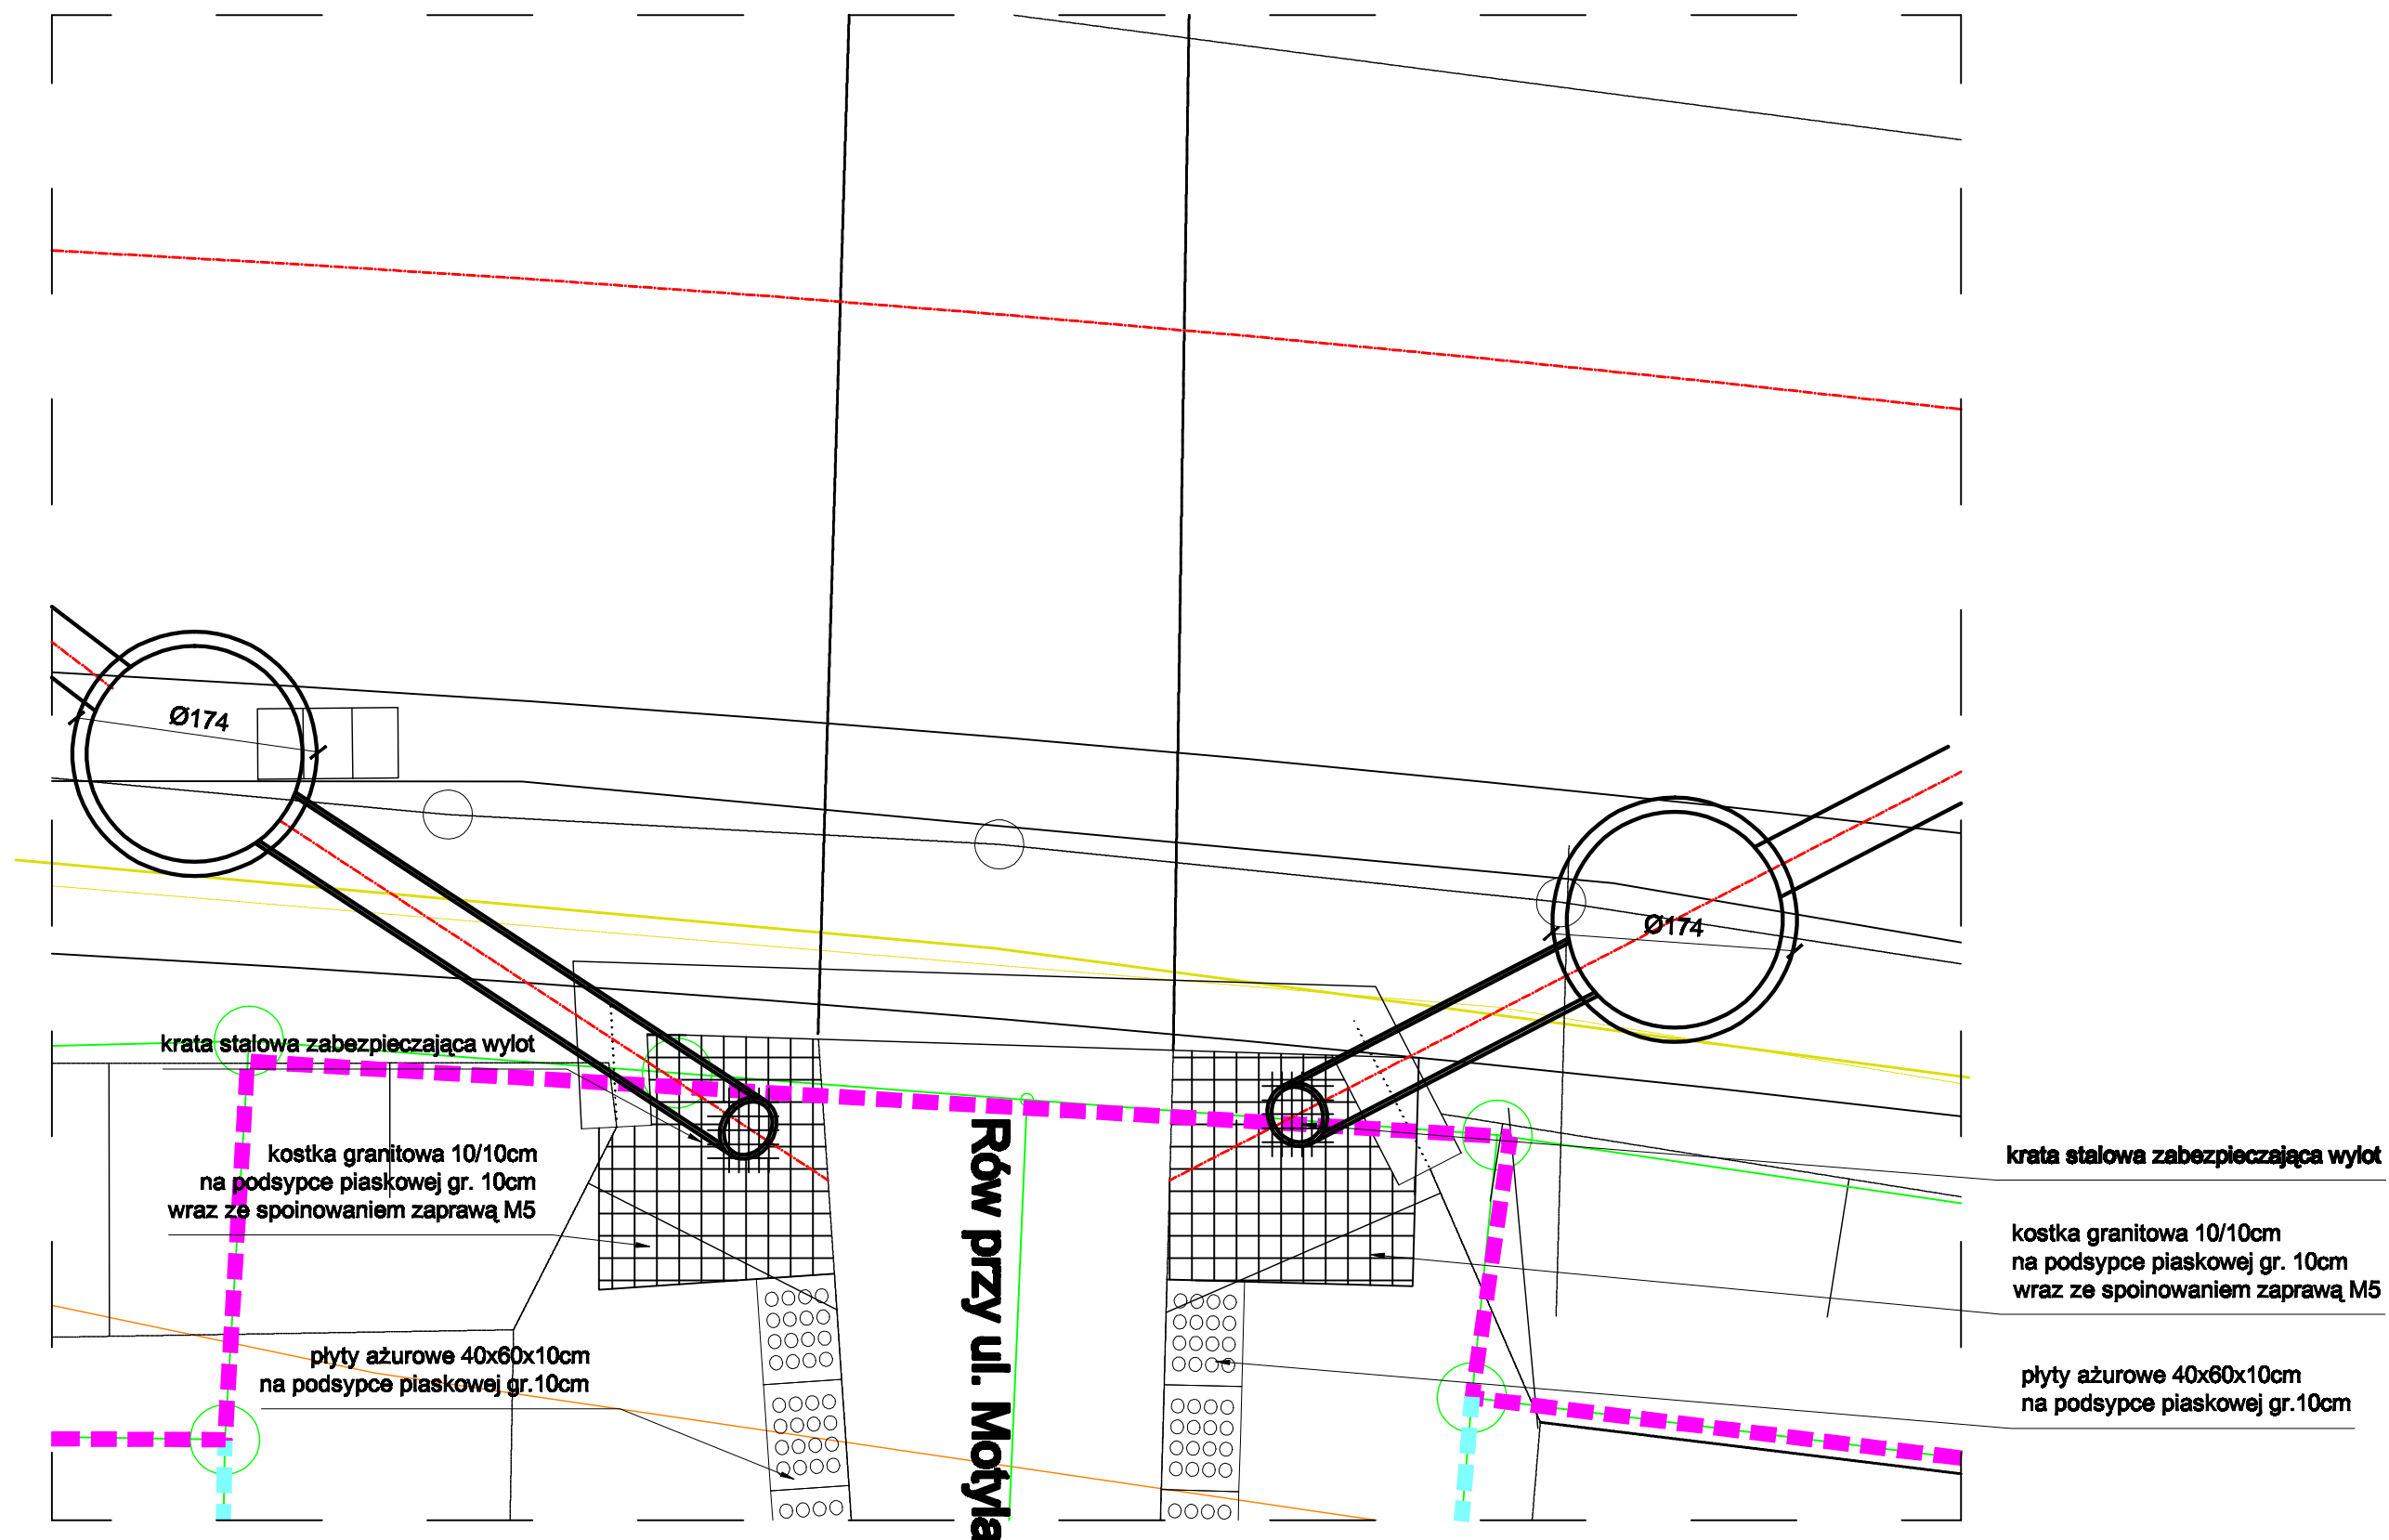 Ø174
Ø174
krata stalowa zabezpieczająca wylot
kostka granitowa 10/10cm
na podsypce piaskowej gr. 10cm
wraz ze spoinowaniem zaprawą M5
płyty ażurowe 40x60x10cm
na podsypce piaskowej gr.10cm
Rów przy ul. Motyla
krata stalowa zabezpieczająca wylot
kostka granitowa 10/10cm
na podsypce piaskowej gr. 10cm
wraz ze spoinowaniem zaprawą M5
płyty ażurowe 40x60x10cm
na podsypce piaskowej gr.10cm